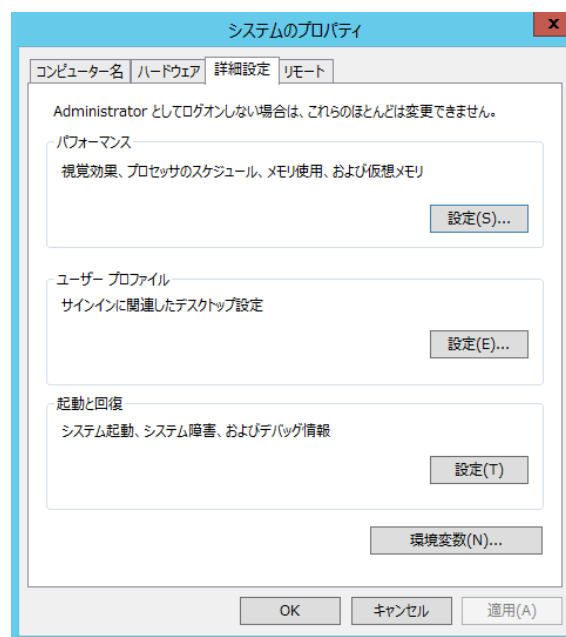 システムのプロパティ
x
コンピューター名 ハードウェア 詳細設定 リモート
Administrator としてログオンしない場合は、これらのほとんどは変更できません。
パフォーマンス
視覚効果、プロセッサのスケジュール、メモリ使用、および仮想メモリ
設定(S)...
ユーザー プロファイル
サインインに関連したデスクトップ設定
設定(E)...
起動と回復
システム起動、システム障害、およびデバッグ情報
設定(T)
環境変数(N)...
OK キャンセル 適用(A)